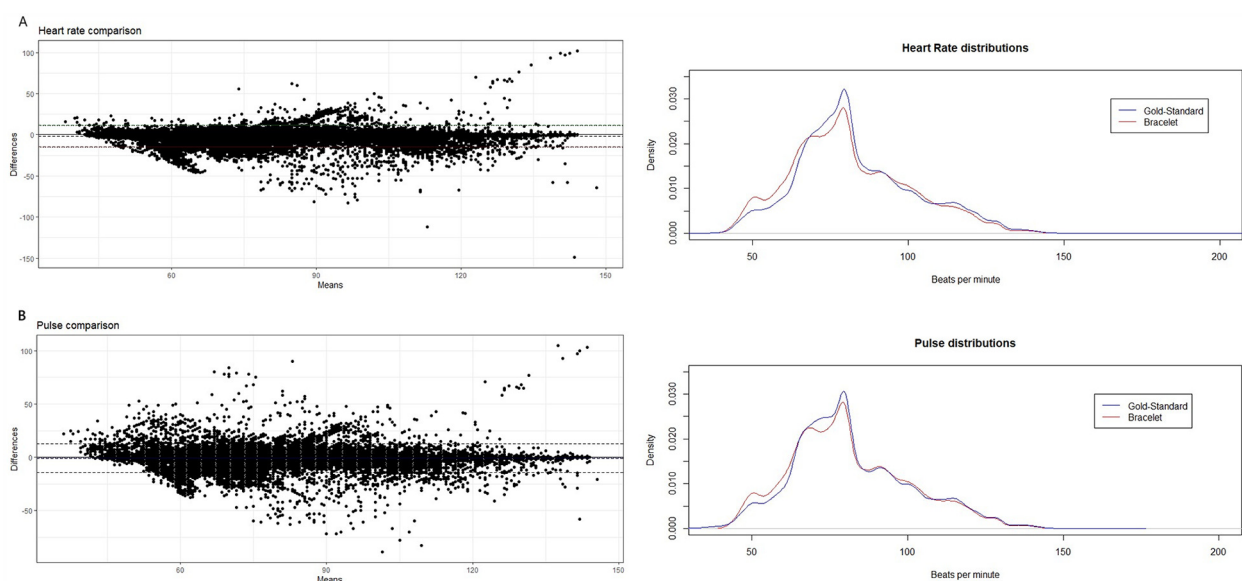 A
Heart rate comparison
100
50
0
-50
-100
-150
Differences
60
90
120
150
Means
Heart Rate distributions
0.030
0.020
0.010
0.000
Density
Gold-Standard
Bracelet
50
100
150
200
Beats per minute
B
Pulse comparison
100
50
0
-50
Differences
60
90
120
150
Means
Pulse distributions
0.030
0.020
0.010
0.000
Density
Gold-Standard
Bracelet
50
100
150
200
Beats per minute